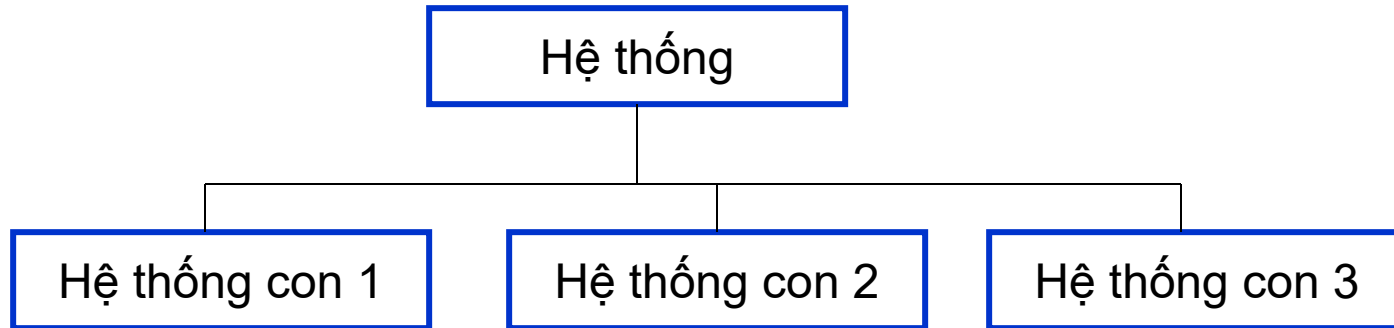 Hệ thống
Hệ thống con 1
Hệ thống con 2
Hệ thống con 3